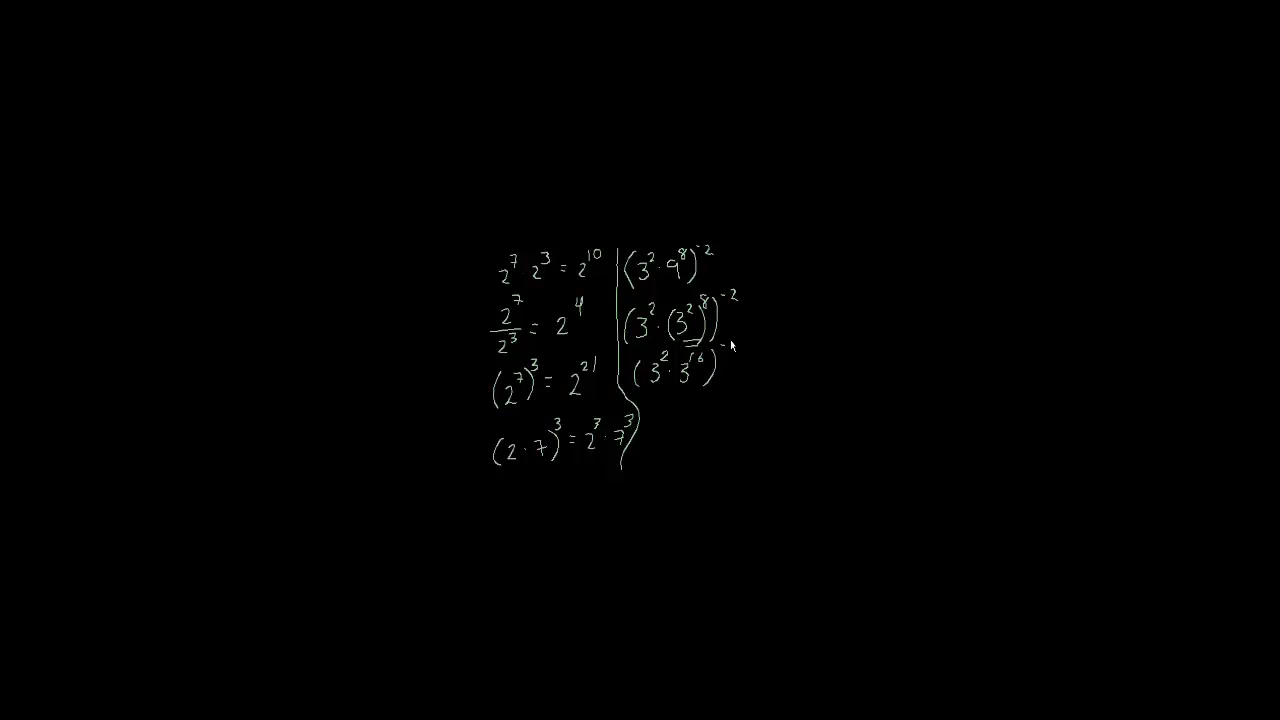 2^7 · 2^3 = 2^10
2^7 / 2^3 = 2^4
(2^7)^3 = 2^21
(2 · 7)^3 = 2^3 · 7^3
(3^2 · 9^8)^-2
(3^2 · (3^2)^8)^-2
(3^2 · 3^16)^-